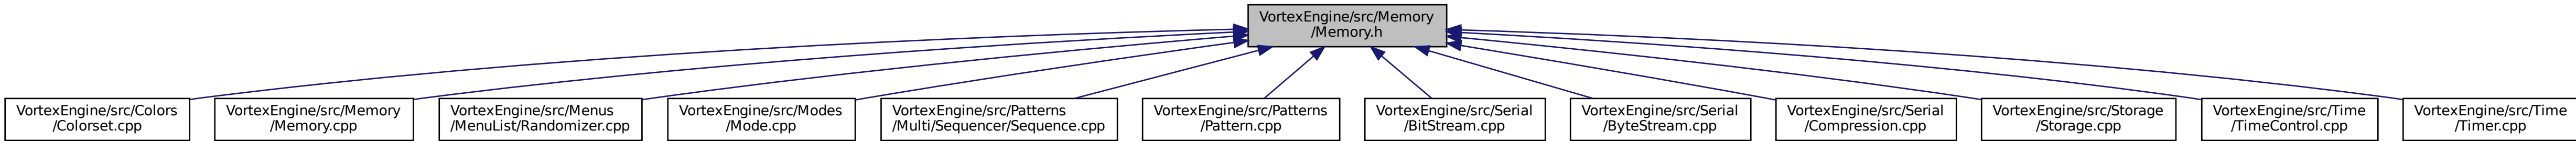 VortexEngine/src/Memory
/Memory.h
VortexEngine/src/Colors
/Colorset.cpp
VortexEngine/src/Memory
/Memory.cpp
VortexEngine/src/Menus
/MenuList/Randomizer.cpp
VortexEngine/src/Modes
/Mode.cpp
VortexEngine/src/Patterns
/Multi/Sequencer/Sequence.cpp
VortexEngine/src/Patterns
/Pattern.cpp
VortexEngine/src/Serial
/BitStream.cpp
VortexEngine/src/Serial
/ByteStream.cpp
VortexEngine/src/Serial
/Compression.cpp
VortexEngine/src/Storage
/Storage.cpp
VortexEngine/src/Time
/TimeControl.cpp
VortexEngine/src/Time
/Timer.cpp